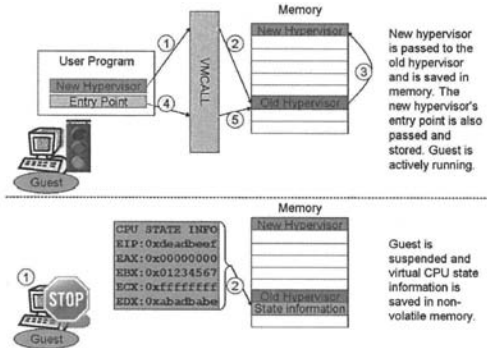 Memory
User Program
New Hypervisor
Entry Point
1
4
VMCALL
2
5
New Hypervisor
Old Hypervisor
3
Guest
New hypervisor
is passed to the
old hypervisor
and is saved in
memory. The
new hypervisor's
entry point is also
passed and
stored. Guest is
actively running.
Memory
1
STOP
Guest
CPU STATE INFO
EIP:0xdeadbeef
EAX:0x00000000
EBX:0x01234567
ECX:0xffffffff
EDX:0xabadbabe
2
New Hypervisor
Old Hypervisor
State information
Guest is
suspended and
virtual CPU state
information is
saved in non-
volatile memory.